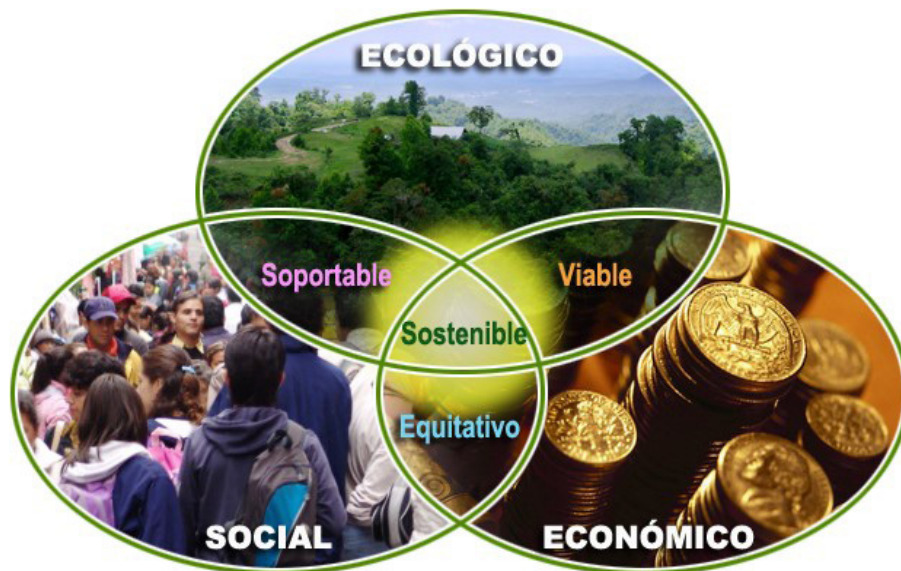 ECOLÓGICO
Soportable
Viable
Sostenible
Equitativo
SOCIAL
ECONÓMICO